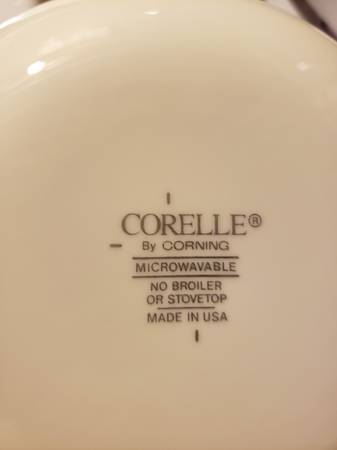 CORELLE®
By CORNING
MICROWAVABLE
NO BROILER
OR STOVETOP
MADE IN USA